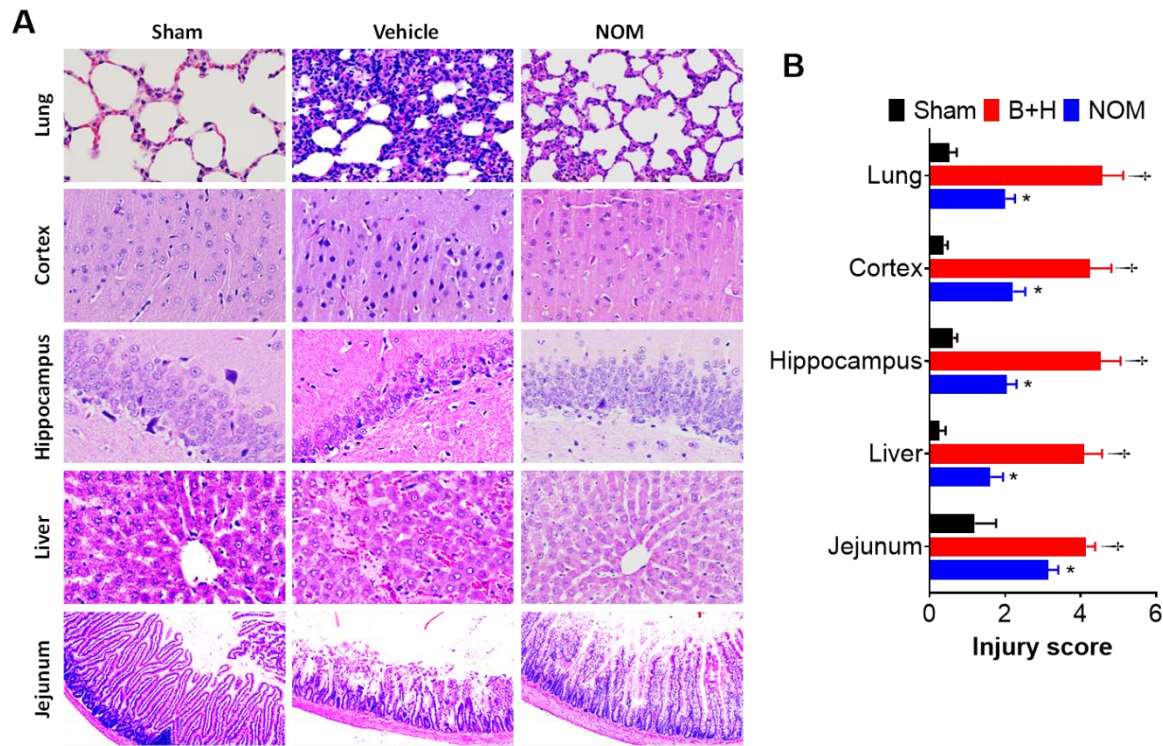 A
Sham Vehicle NOM
Lung
Cortex
Hippocampus
Liver
Jejunum
B
Sham B+H NOM
Lung
*
Cortex
*
Hippocampus
*
Liver
*
Jejunum
*
0 2 4 6
Injury score